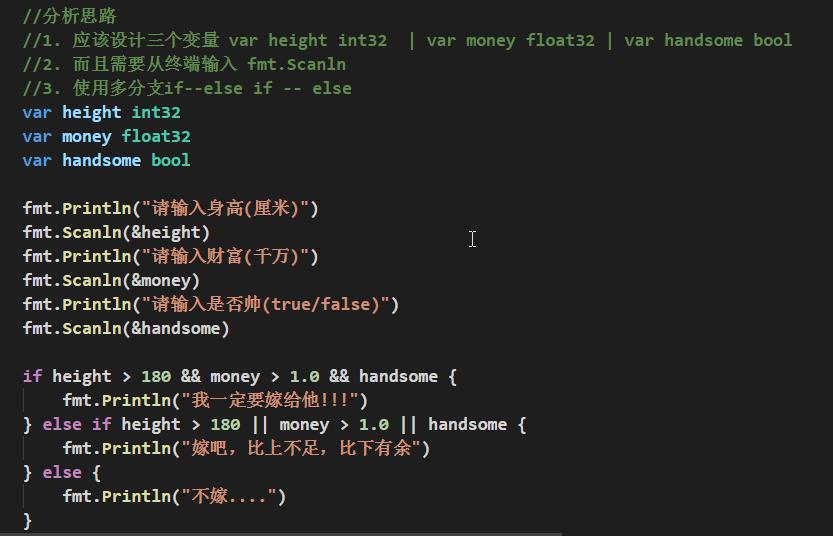 //分析思路
//1. 应该设计三个变量 var height int32  | var money float32 | var handsome bool
//2. 而且需要从终端输入 fmt.Scanln
//3. 使用多分支if--else if -- else
var height int32
var money float32
var handsome bool
fmt.Println("请输入身高(厘米)")
fmt.Scanln(&height)
fmt.Println("请输入财富(千万)")
fmt.Scanln(&money)
fmt.Println("请输入是否帅(true/false)")
fmt.Scanln(&handsome)
if height > 180 && money > 1.0 && handsome {
    fmt.Println("我一定要嫁给他!!!")
} else if height > 180 || money > 1.0 || handsome {
    fmt.Println("嫁吧，比上不足，比下有余")
} else {
    fmt.Println("不嫁....")
}